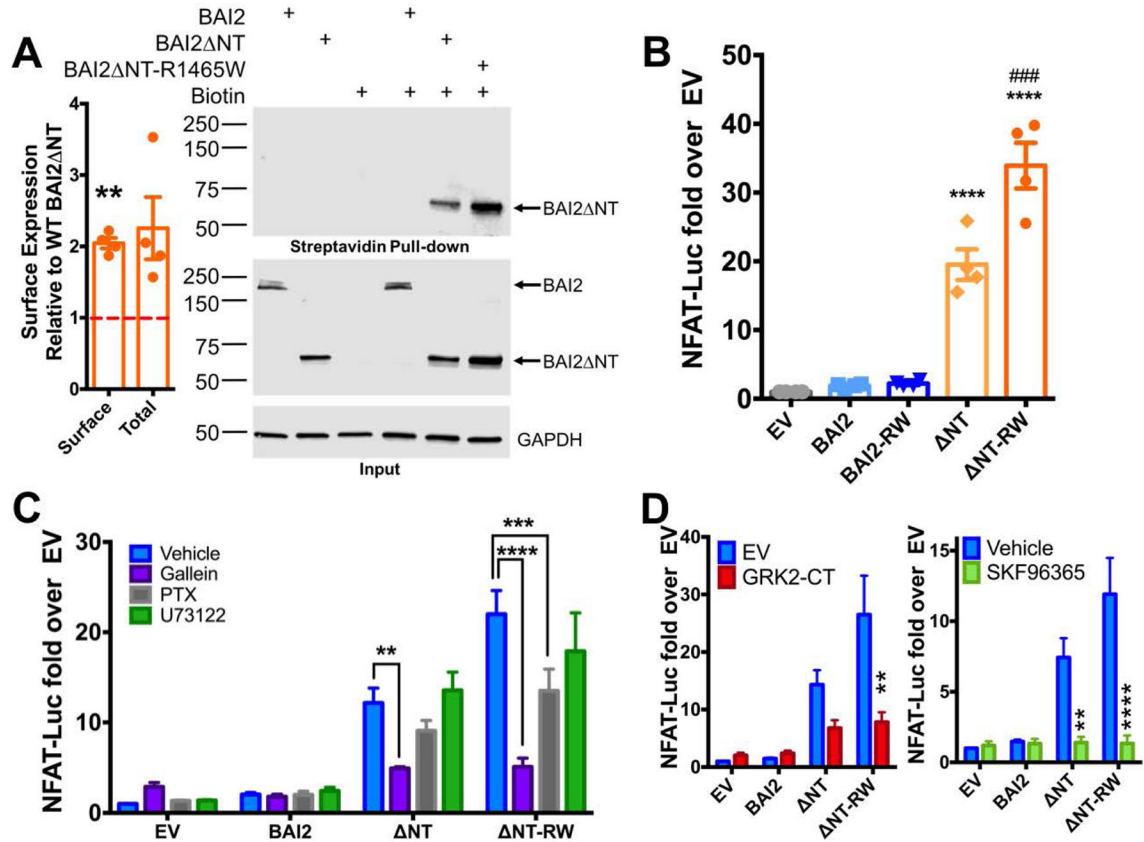 A
BAI2 + +
BAI2ΔNT + +
BAI2ΔNT-R1465W +
Biotin + + + +
Surface Expression
Relative to WT BAI2ΔNT
4
3
2
1
0
**
Surface
Total
250
150
75
50
BAI2ΔNT
Streptavidin Pull-down
250
150
75
50
BAI2
BAI2ΔNT
50
GAPDH
Input
B
NFAT-Luc fold over EV
50
40
30
20
10
0
****
###
****
EV
BAI2
BAI2-RW
ΔNT
ΔNT-RW
C
NFAT-Luc fold over EV
30
20
10
0
Vehicle
Gallein
PTX
U73122
**
***
****
EV
BAI2
ΔNT
ΔNT-RW
D
NFAT-Luc fold over EV
40
30
20
10
0
EV
GRK2-CT
**
EV
BAI2
ΔNT
ΔNT-RW
NFAT-Luc fold over EV
15
10
5
0
Vehicle
SKF96365
**
****
EV
BAI2
ΔNT
ΔNT-RW